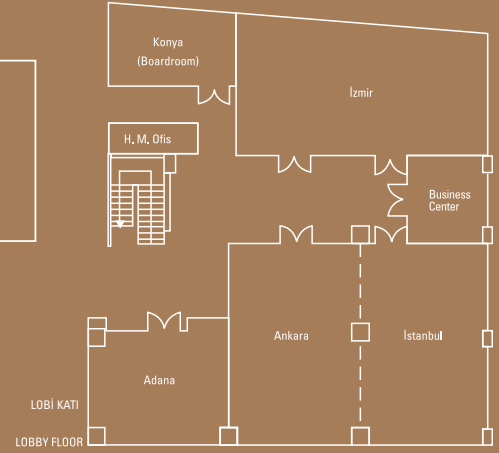 Konya
(Boardroom)
İzmir
H. M. Ofis
Business
Center
Ankara
İstanbul
Adana
LOBİ KATI
LOBBY FLOOR